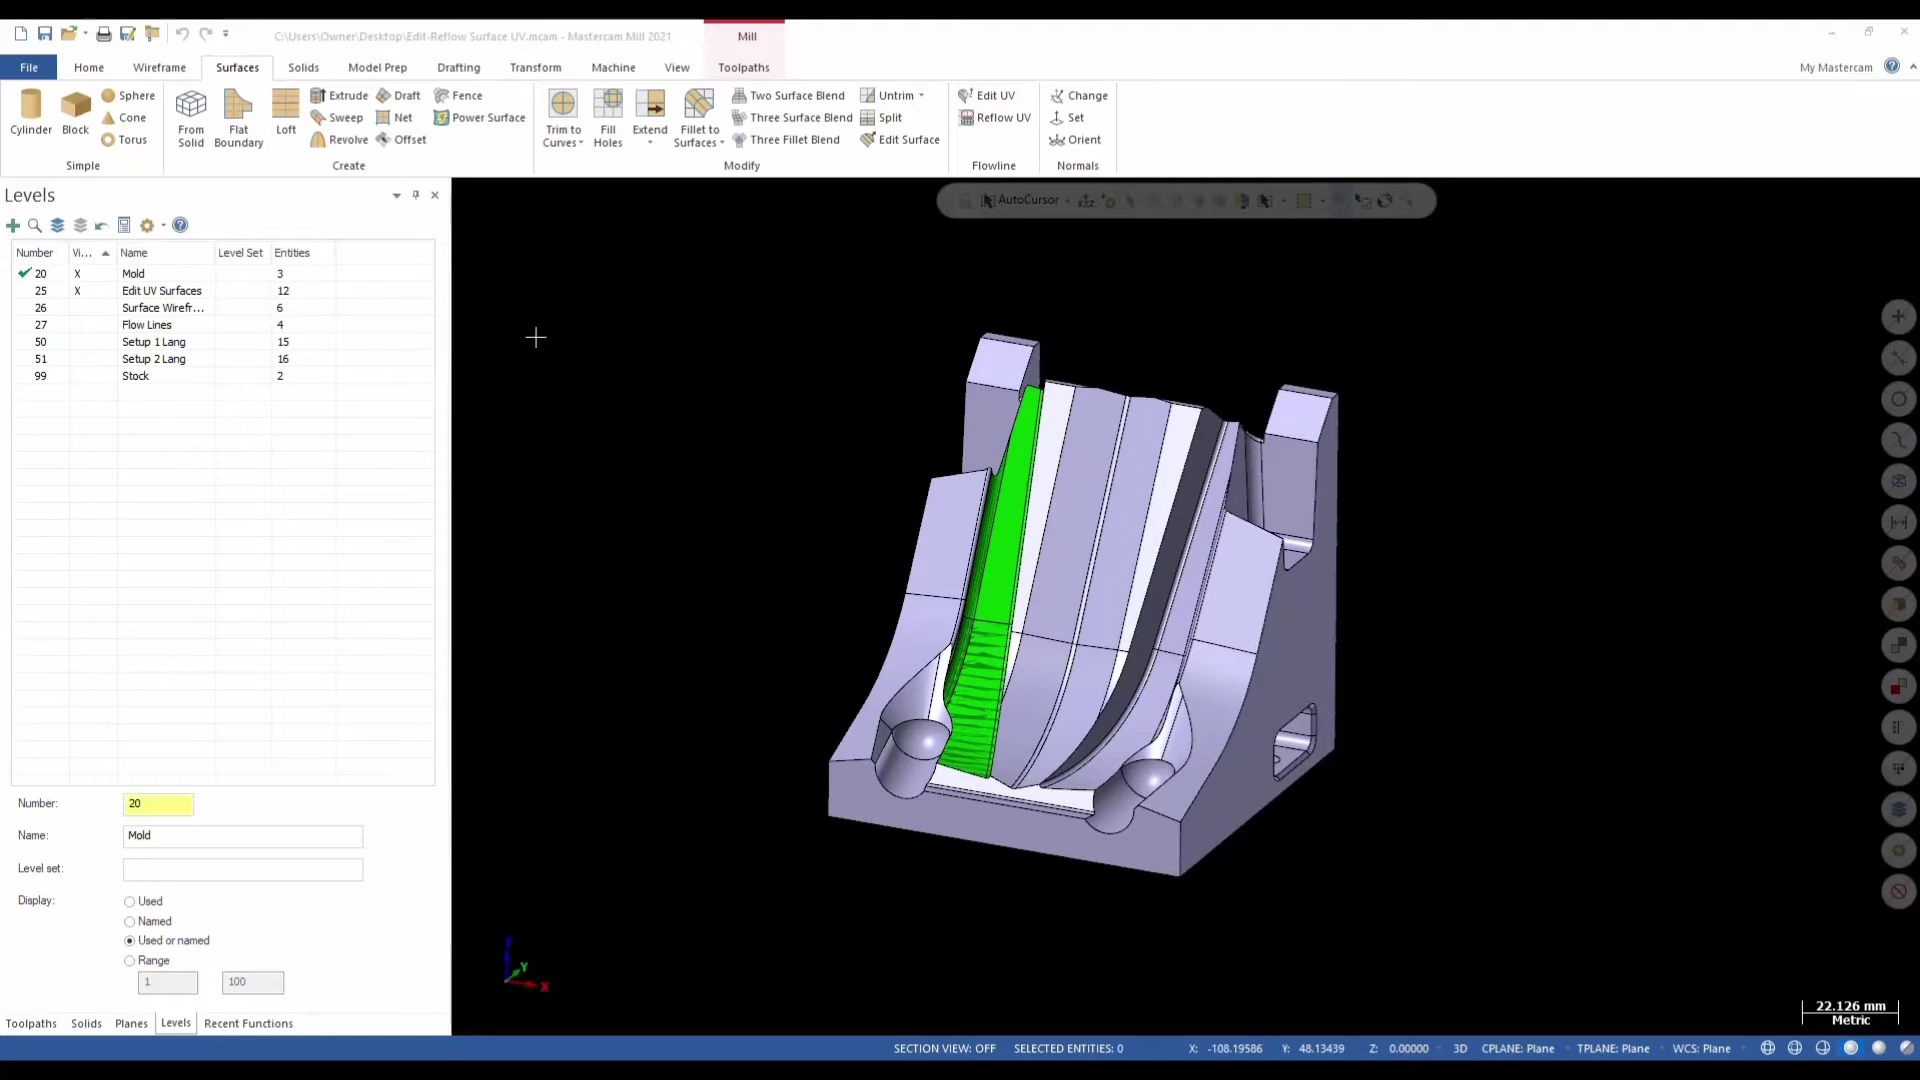 C:\Users\Owner\Desktop\Edit-Reflow Surface UV.mcam - Mastercam Mill 2021
Mill
File Home Wireframe Surfaces Solids Model Prep Drafting Transform Machine View Toolpaths My Mastercam
Cylinder
Block
Sphere
Cone
Torus
Simple
From Solid
Flat Boundary
Loft
Extrude
Sweep
Revolve
Draft
Net
Offset
Fence
Power Surface
Create
Trim to Curves
Fill Holes
Extend
Fillet to Surfaces
Two Surface Blend
Three Surface Blend
Three Fillet Blend
Untrim
Split
Edit Surface
Modify
Edit UV
Reflow UV
Flowline
Change
Set
Orient
Normals
Levels
AutoCursor
Number Vi... Name Level Set Entities
20 X Mold 3
25 X Edit UV Surfaces 12
26 Surface Wirefr... 6
27 Flow Lines 4
50 Setup 1 Lang 15
51 Setup 2 Lang 16
99 Stock 2
Number: 20
Name: Mold
Level set:
Display: Used
Named
Used or named
Range
1 100
Z
Y
X
22.126 mm
Metric
Toolpaths Solids Planes Levels Recent Functions
SECTION VIEW: OFF SELECTED ENTITIES: 0 X: -108.19586 Y: 48.13439 Z: 0.00000 3D CPLANE: Plane TPLANE: Plane WCS: Plane